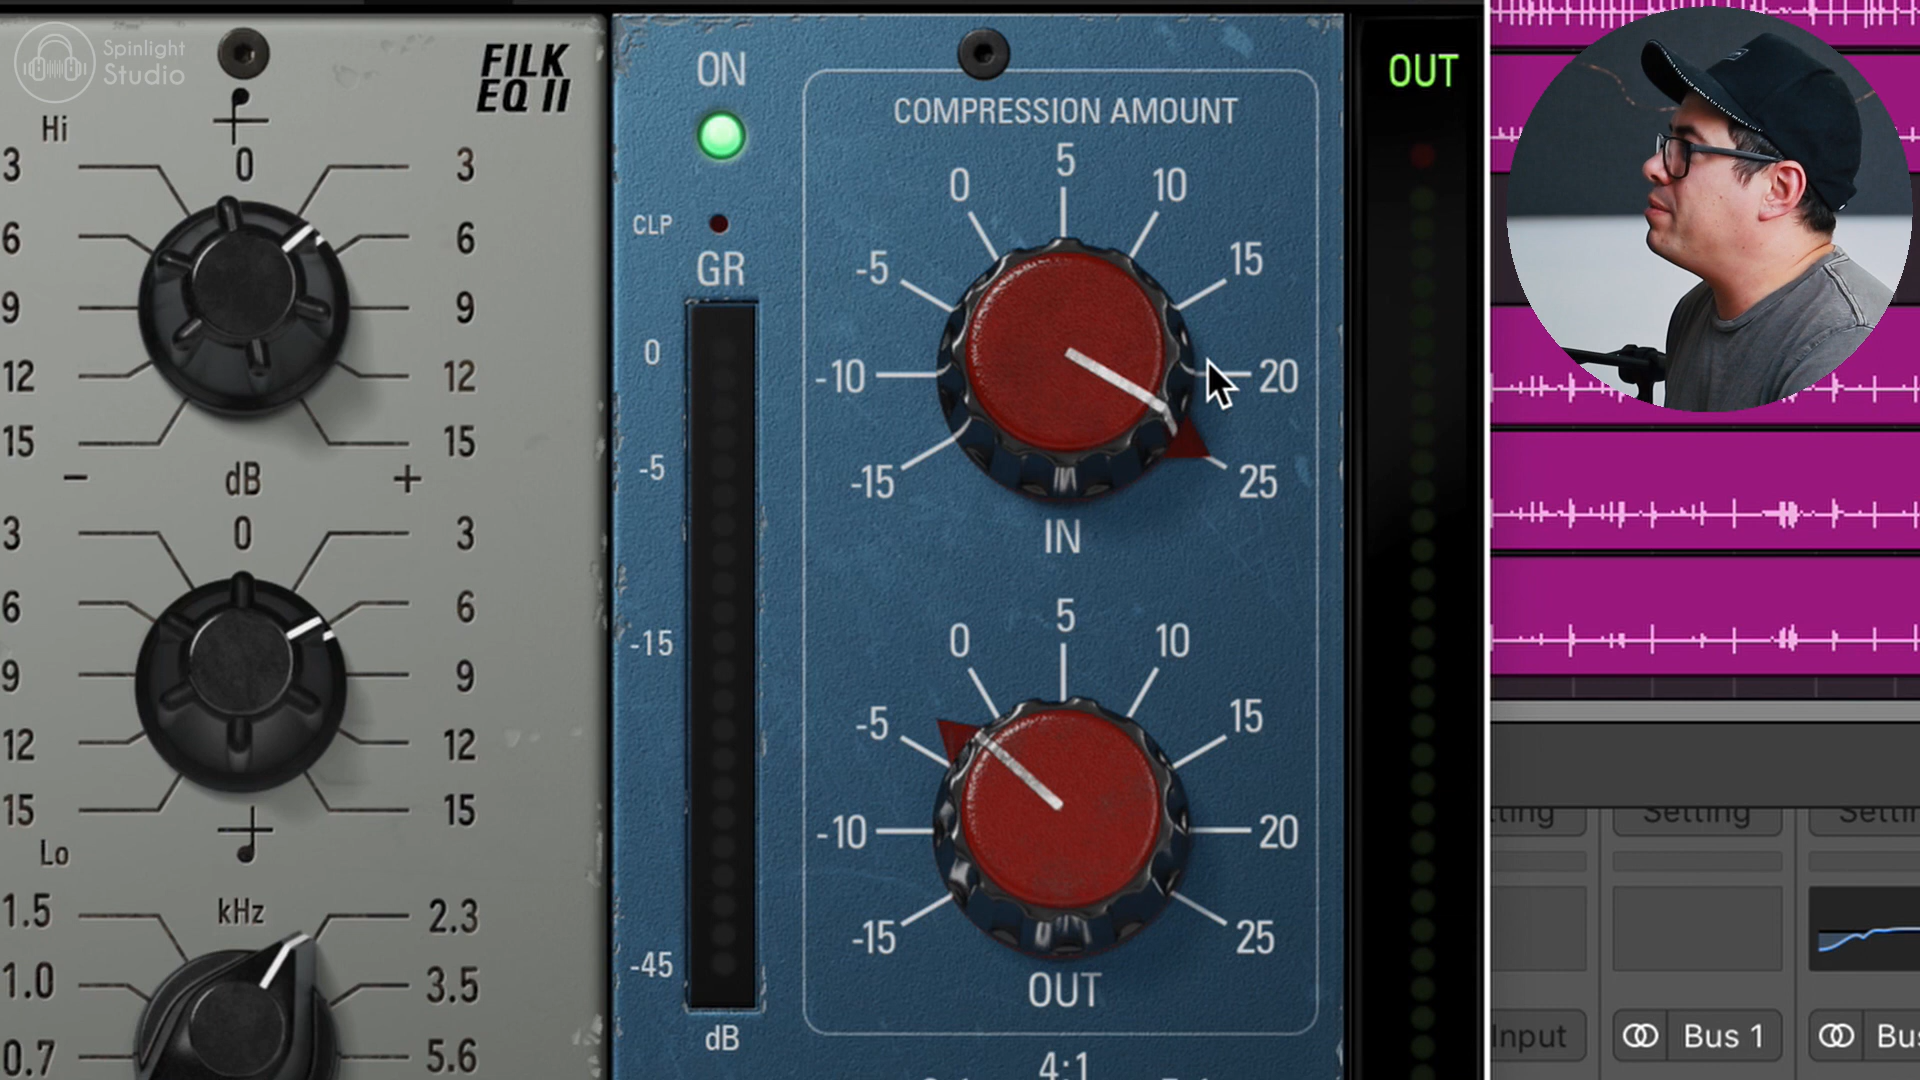 Spinlight
Studio
FILK
EQ II
Hi
0
3 3
6 6
9 9
12 12
15 15
− dB +
0
3 3
6 6
9 9
12 12
15 15
Lo
kHz
1.5 2.3
1.0 3.5
0.7 5.6
ON
CLP
GR
0
-5
-15
-45
dB
COMPRESSION AMOUNT
5
0 10
-5 15
-10 20
-15 25
IN
5
0 10
-5 15
-10 20
-15 25
OUT
4:1
OUT
Setting
Input
Bus 1